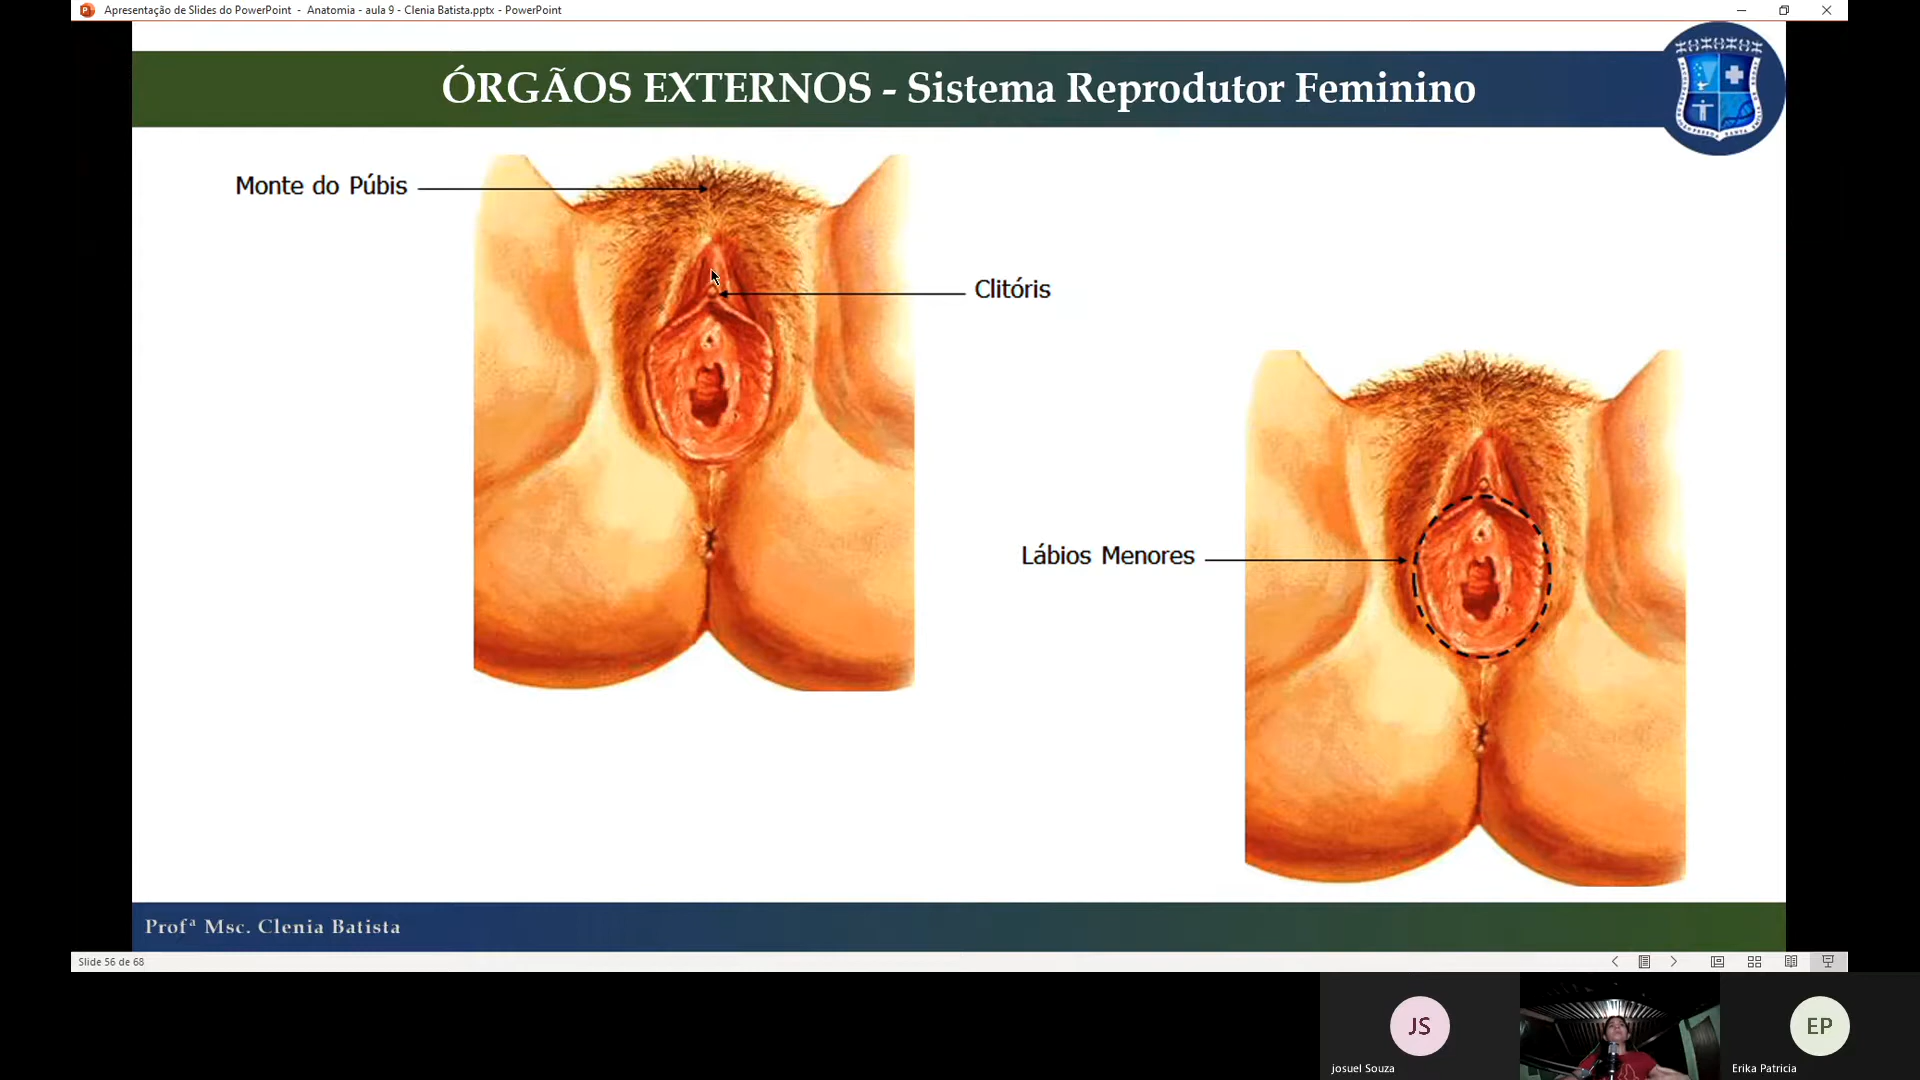 Apresentação de Slides do PowerPoint - Anatomia - aula 9 - Clenia Batista.pptx - PowerPoint
ÓRGÃOS EXTERNOS - Sistema Reprodutor Feminino
Monte do Púbis
Clitóris
Lábios Menores
Profª Msc. Clenia Batista
Slide 56 de 68
JS
EP
josuel Souza
Erika Patricia